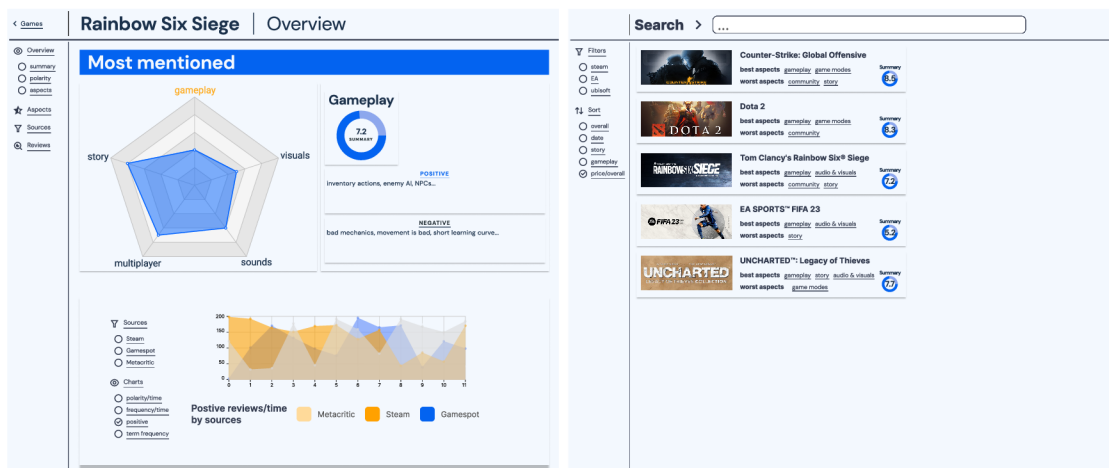 Games
Rainbow Six Siege
Overview
Overview
summary
polarity
aspects
Aspects
Sources
Reviews
Most mentioned
gameplay
visuals
sounds
multiplayer
story
Gameplay
7.2
SUMMARY
POSITIVE
Inventory actions, enemy AI, NPCs...
NEGATIVE
bad mechanics, movement is bad, short learning curve...
Sources
Steam
Gamespot
Metacritic
Charts
polarity/time
frequency/time
positive
term frequency
200
150
100
50
0
0 1 2 3 4 5 6 7 8 9 10 11
Postive reviews/time
by sources
Metacritic Steam Gamespot
Search > ...
Filters
steam
EA
ubisoft
Sort
overall
date
story
gameplay
price/overall
Counter-Strike: Global Offensive
best aspects gameplay game modes
worst aspects community story
Summary
8.5
DOTA 2
Dota 2
best aspects gameplay game modes
worst aspects community
Summary
8.3
RAINBOW SIX SIEGE
Tom Clancy's Rainbow Six® Siege
best aspects gameplay audio & visuals
worst aspects community story
Summary
7.2
FIFA 23
EA SPORTS™ FIFA 23
best aspects gameplay audio & visuals
worst aspects story
Summary
UNCHARTED
UNCHARTED™: Legacy of Thieves
best aspects gameplay story audio & visuals
worst aspects game modes
Summary
7.7